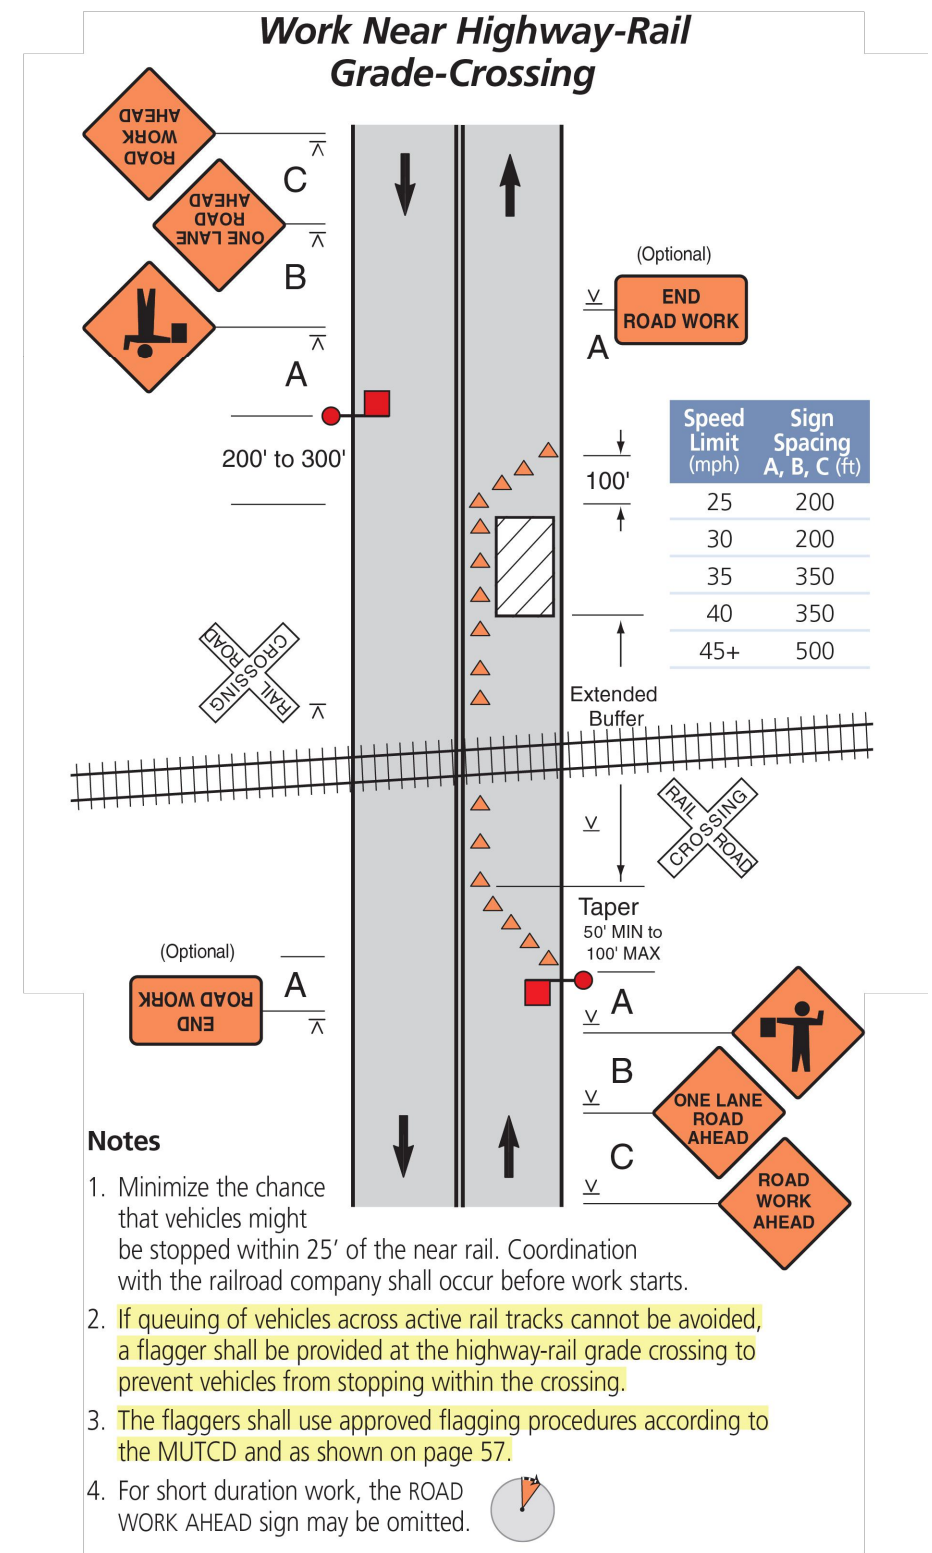 Work Near Highway-Rail
Grade-Crossing
ROAD
WORK
AHEAD
C
ONE LANE
ROAD
AHEAD
B
A
(Optional)
END
ROAD WORK
A
200' to 300'
100'
Speed Limit (mph) Sign Spacing A, B, C (ft)
25 200
30 200
35 350
40 350
45+ 500
RAIL ROAD
CROSSING
Extended
Buffer
RAIL ROAD
CROSSING
Taper
50' MIN to
100' MAX
(Optional)
END
ROAD WORK
A
A
B
ONE LANE
ROAD
AHEAD
C
ROAD
WORK
AHEAD
Notes
1. Minimize the chance
that vehicles might
be stopped within 25’ of the near rail. Coordination
with the railroad company shall occur before work starts.
2. If queuing of vehicles across active rail tracks cannot be avoided,
a flagger shall be provided at the highway-rail grade crossing to
prevent vehicles from stopping within the crossing.
3. The flaggers shall use approved flagging procedures according to
the MUTCD and as shown on page 57.
4. For short duration work, the ROAD
WORK AHEAD sign may be omitted.